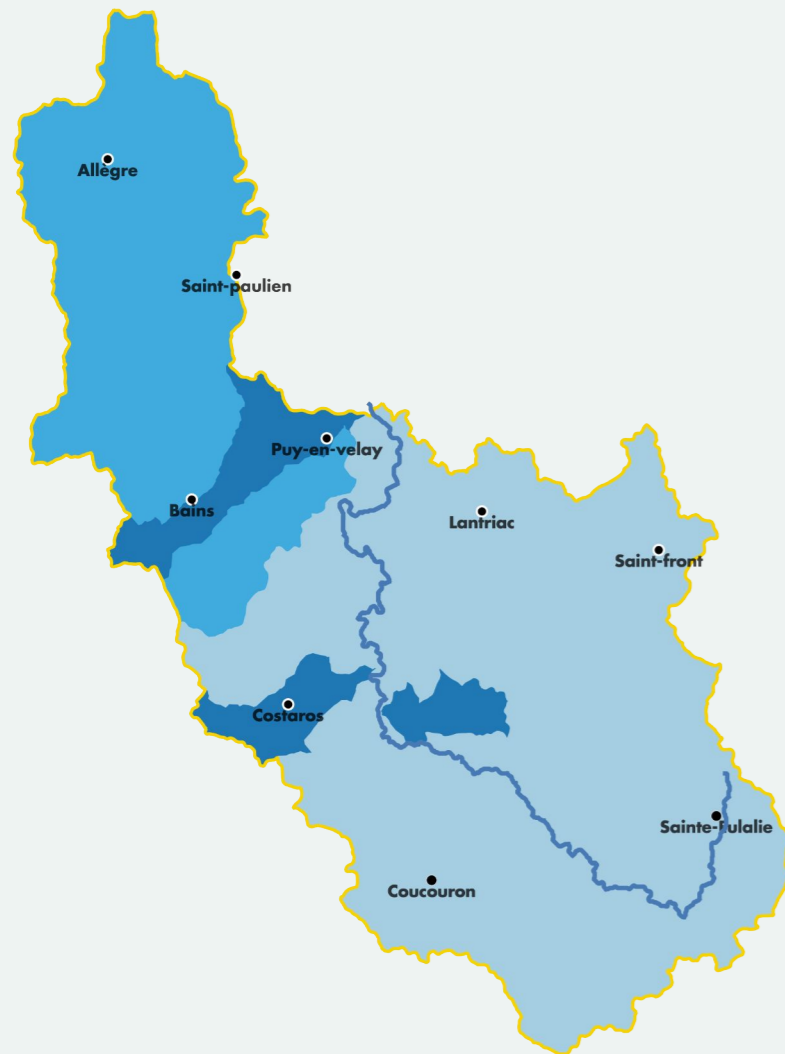 Allègre
Saint-paulien
Puy-en-velay
Bains
Lantriac
Saint-front
Costaros
Sainte-Eulalie
Coucouron